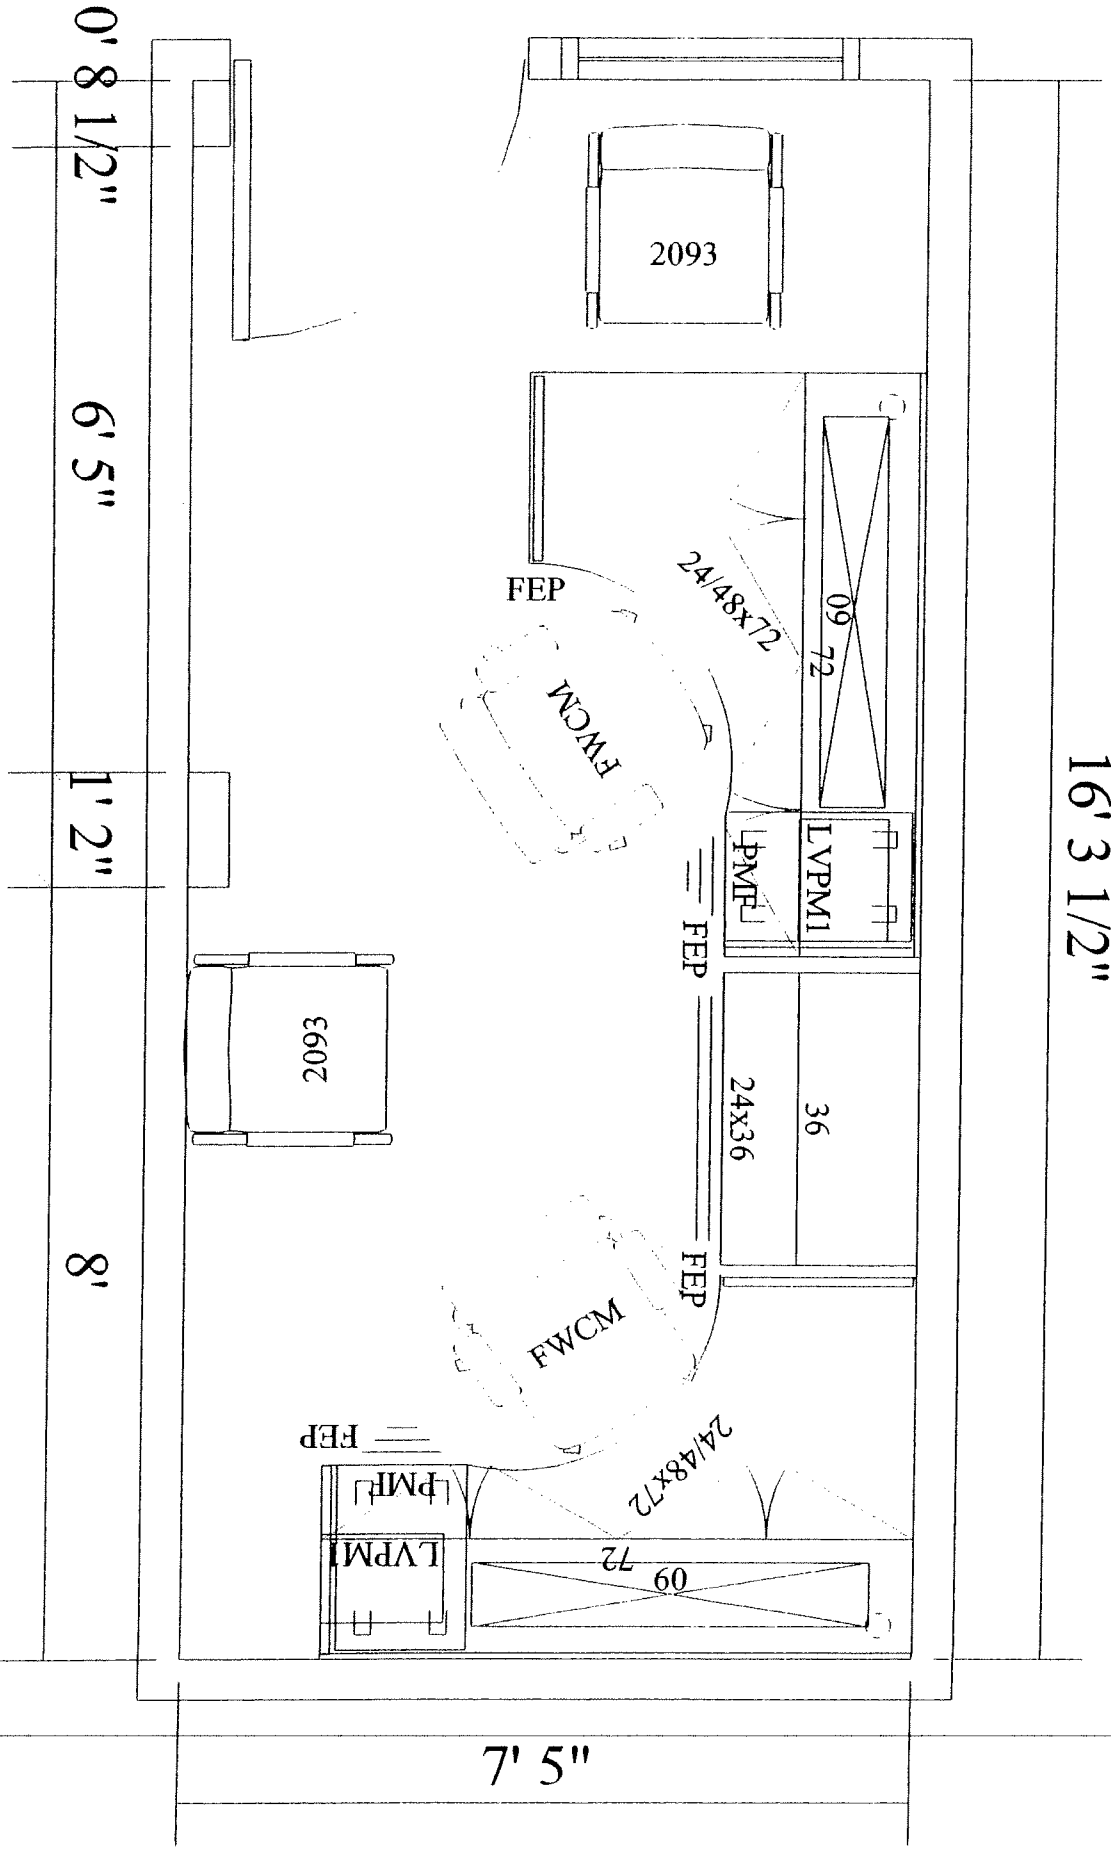 0' 8 1/2"
6' 5"
1' 2"
8'
16' 3 1/2"
7' 5"
2093
24/48x72
60
72
FEP
FWCM
LVPM1
PMF
FEP
2093
36
24x36
FEP
FWCM
FEP
24/48x72
PMF
LVPM1
72
60